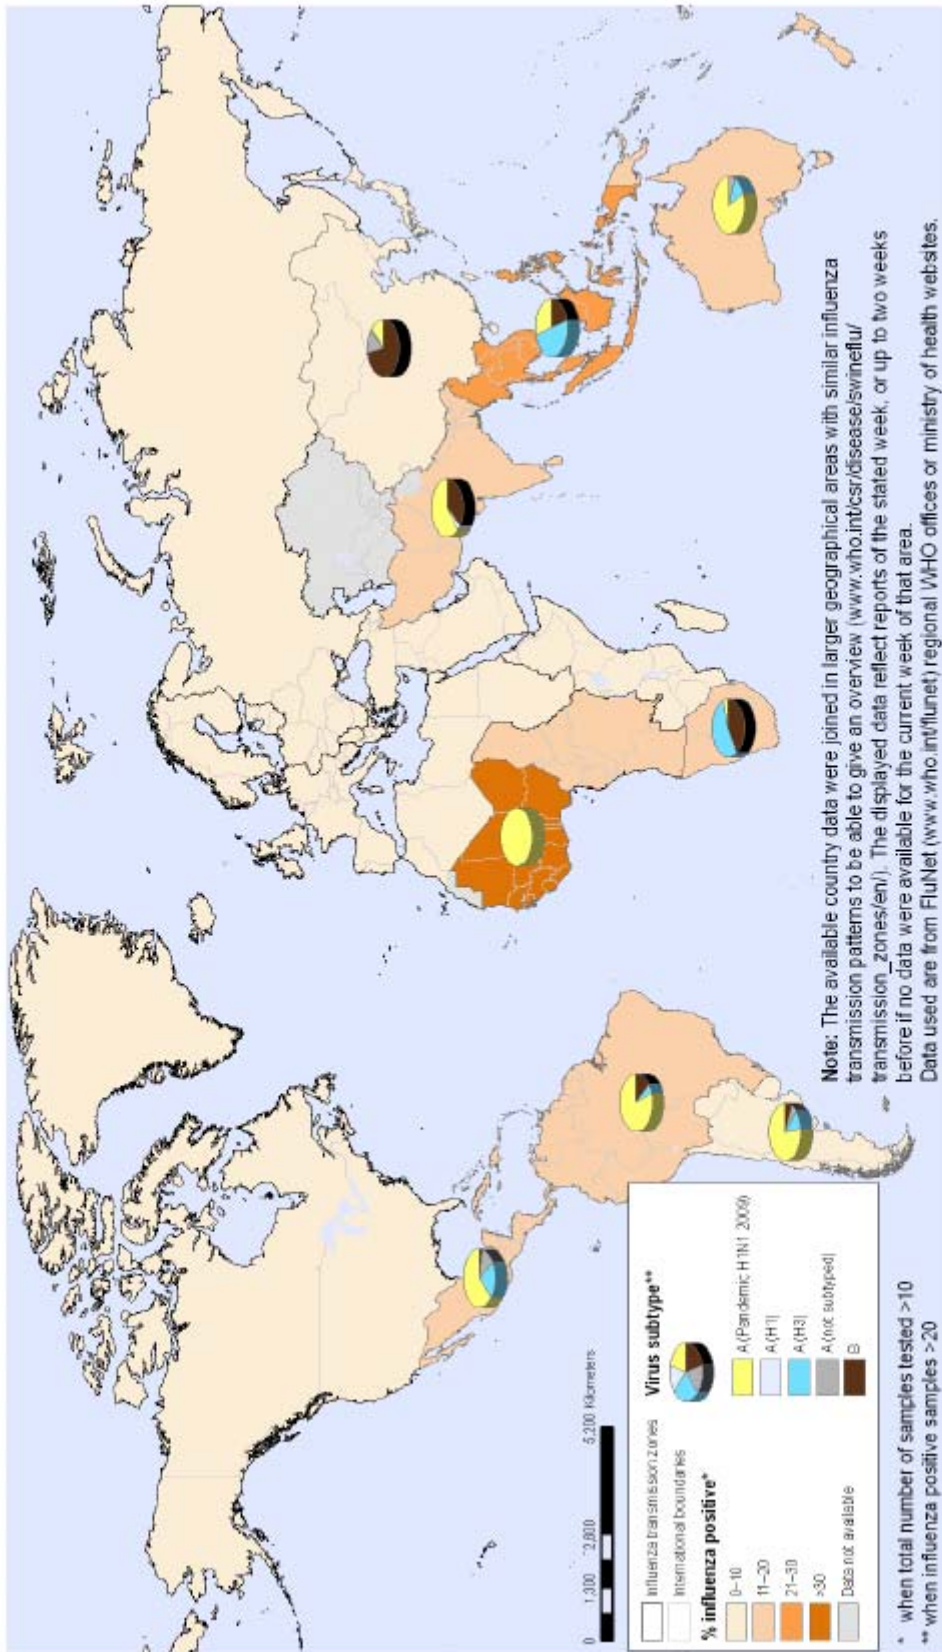 Note: The available country data were joined in larger geographical areas with similar influenza
transmission patterns to be able to give an overview (www.who.int/csr/disease/swineflu/
transmission_zones/en/). The displayed data reflect reports of the stated week, or up to two weeks
before if no data were available for the current week of that area.
Data used are from FluNet (www.who.int/flunet) regional WHO offices or ministry of health websites.
0 1,300 2,600 5,200 Kilometers
Influenza transmission zones
International boundaries
% influenza positive*
0-10
11-20
21-30
>30
Data not available
Virus subtype**
A(Pandemic H1N1 2009)
A(H1)
A(H3)
A(not subtyped)
B
* when total number of samples tested >10
** when influenza positive samples >20